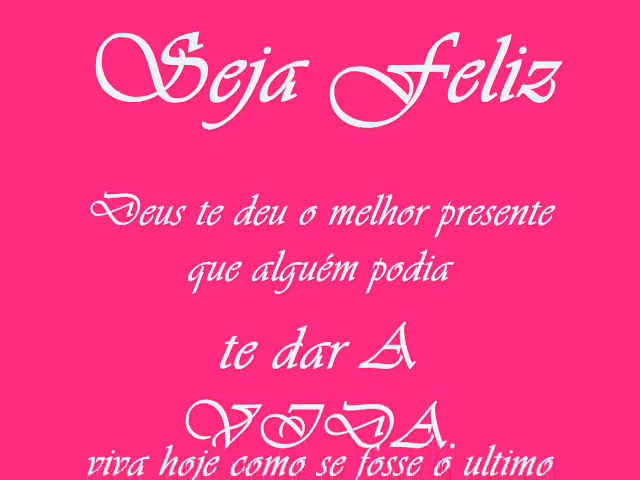 Seja Feliz
Deus te deu o melhor presente
que alguém podia
te dar A
VIDA.
viva hoje como se fosse o ultimo